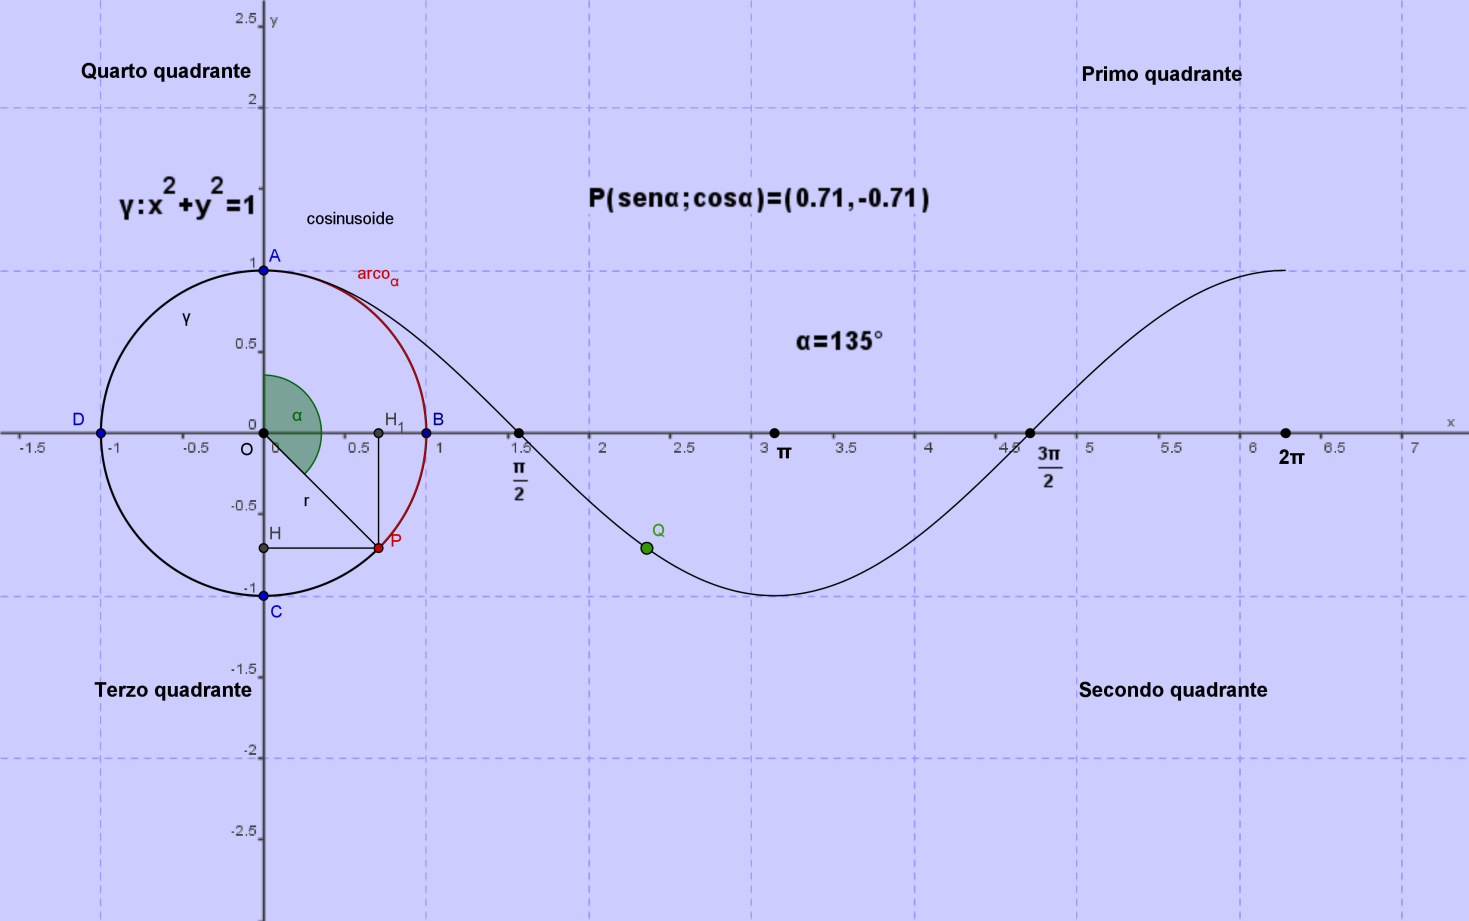 2.5
y
Quarto quadrante
Primo quadrante
2
γ:x²+y²=1
P(senα;cosα)=(0.71,-0.71)
cosinusoide
A
1
arco α
γ
0.5
α=135°
D
α
H₁
B
0
x
-1.5
-1
-0.5
O
0
0.5
1
1.5
2
2.5
3
π
3.5
4
4.5
5
5.5
6
6.5
7
π/2
3π/2
2π
r
-0.5
H
P
Q
-1
C
-1.5
Terzo quadrante
Secondo quadrante
-2
-2.5